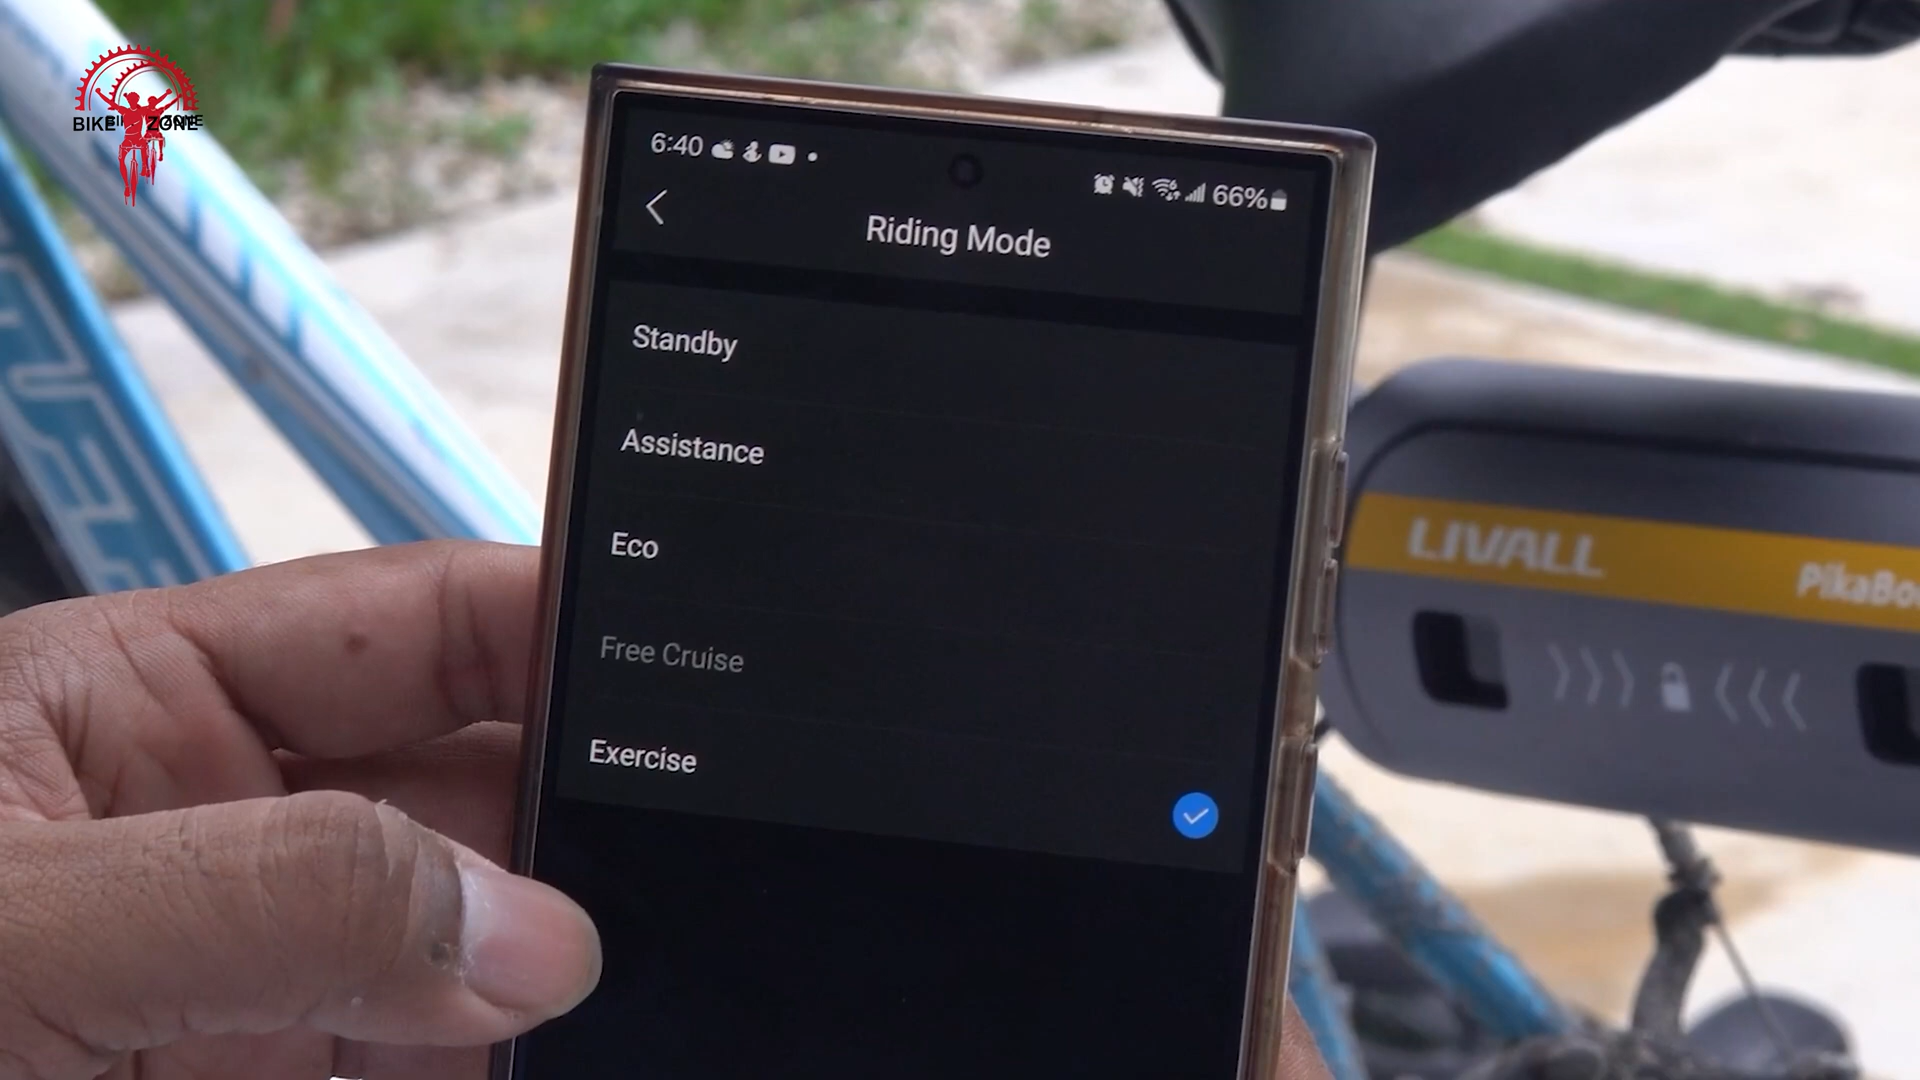 BIKE ZONE
6:40
66%
Riding Mode
Standby
Assistance
Eco
Free Cruise
Exercise
LIVALL